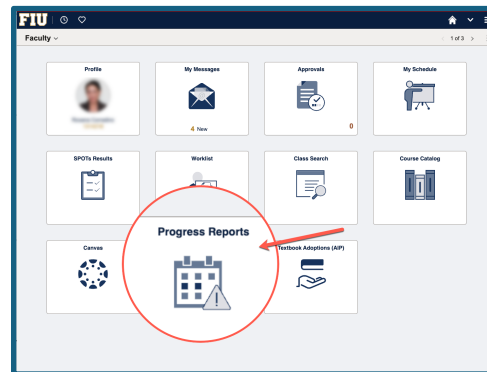 FIU
Faculty
1 of 3
Profile
My Messages
4 New
Approvals
0
My Schedule
SPOTs Results
Worklist
Class Search
Course Catalog
Canvas
Progress Reports
Textbook Adoptions (AIP)